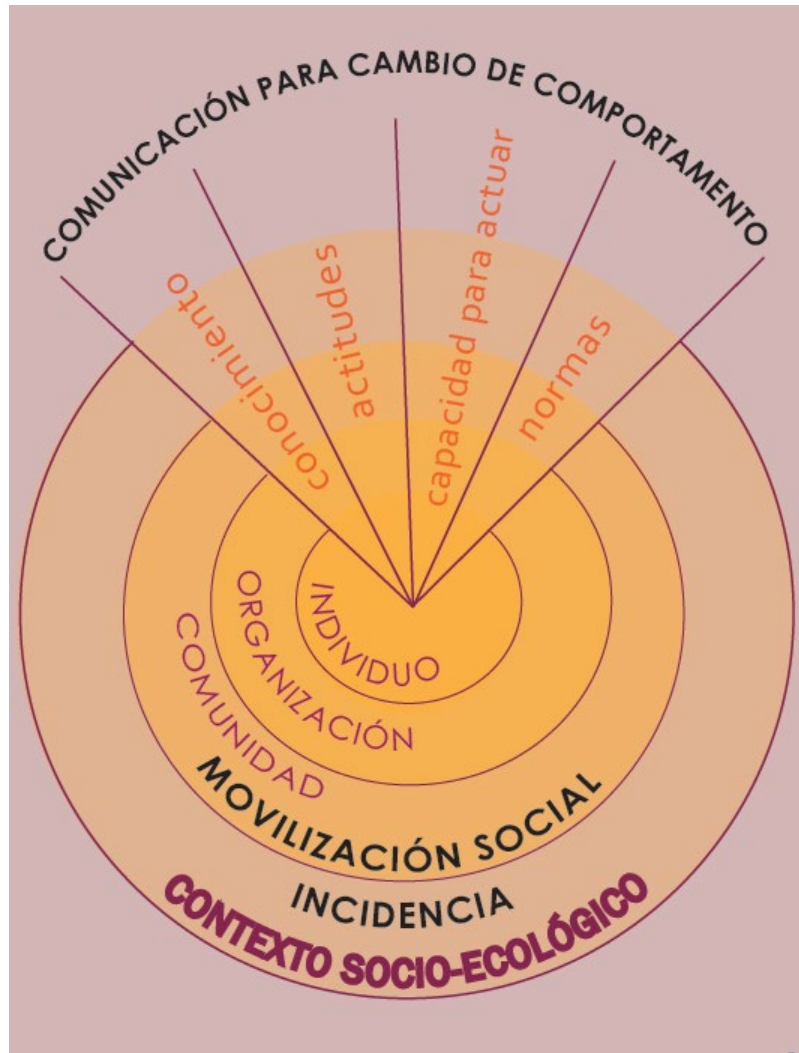 COMUNICACIÓN PARA CAMBIO DE COMPORTAMENTO
conocimiento
actitudes
capacidad para actuar
normas
INDIVIDUO
ORGANIZACIÓN
COMUNIDAD
MOVILIZACIÓN SOCIAL
INCIDENCIA
CONTEXTO SOCIO-ECOLÓGICO